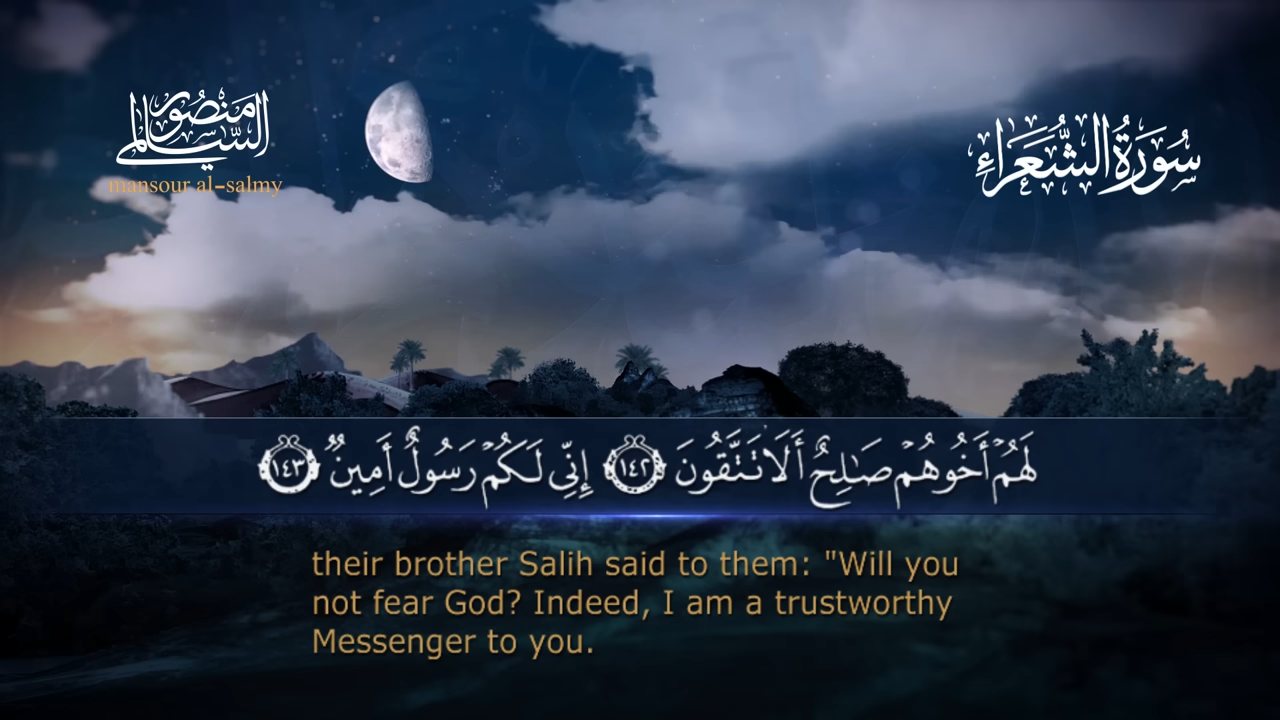 منصور السالمي
mansour al-salmy
سُورَةُ الشُّعَرَاءِ
لَهُمْ أَخُوهُمْ صَٰلِحٌ أَلَا تَتَّقُونَ ١٤٢ إِنِّي لَكُمْ رَسُولٌ أَمِينٌ ١٤٣
their brother Salih said to them: "Will you
not fear God? Indeed, I am a trustworthy
Messenger to you.